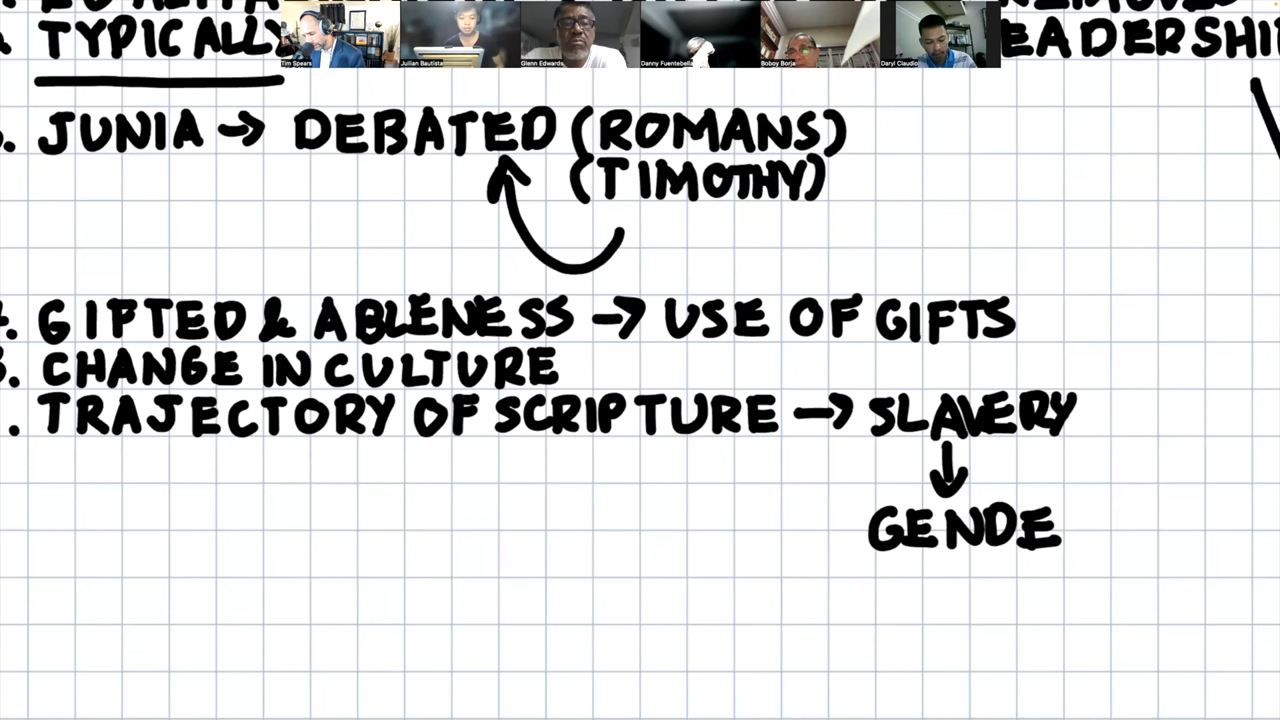 TYPICALLY
EADERSHI
Tim Spears
Julian Bautista
Glenn Edwards
Danny Fuentebella
Boboy Borja
Daryl Claudio
. JUNIA → DEBATED (ROMANS)
(TIMOTHY)
. GIFTED & ABLENESS → USE OF GIFTS
. CHANGE IN CULTURE
. TRAJECTORY OF SCRIPTURE → SLAVERY
↓
GENDE